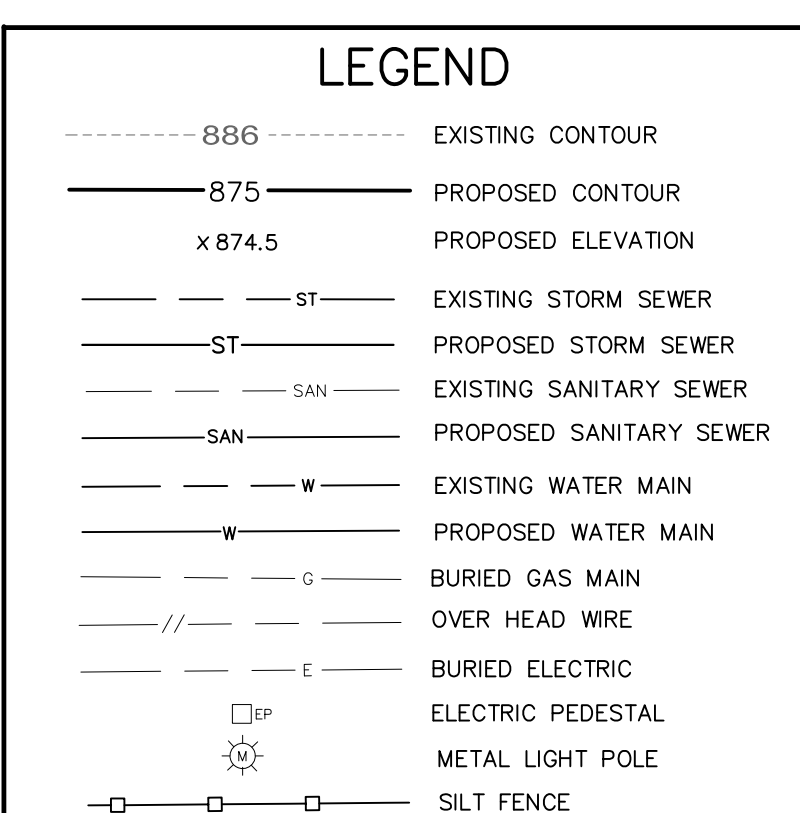 LEGEND
886 EXISTING CONTOUR
875 PROPOSED CONTOUR
x 874.5 PROPOSED ELEVATION
ST EXISTING STORM SEWER
ST PROPOSED STORM SEWER
SAN EXISTING SANITARY SEWER
SAN PROPOSED SANITARY SEWER
W EXISTING WATER MAIN
W PROPOSED WATER MAIN
G BURIED GAS MAIN
// OVER HEAD WIRE
E BURIED ELECTRIC
EP ELECTRIC PEDESTAL
M METAL LIGHT POLE
SILT FENCE